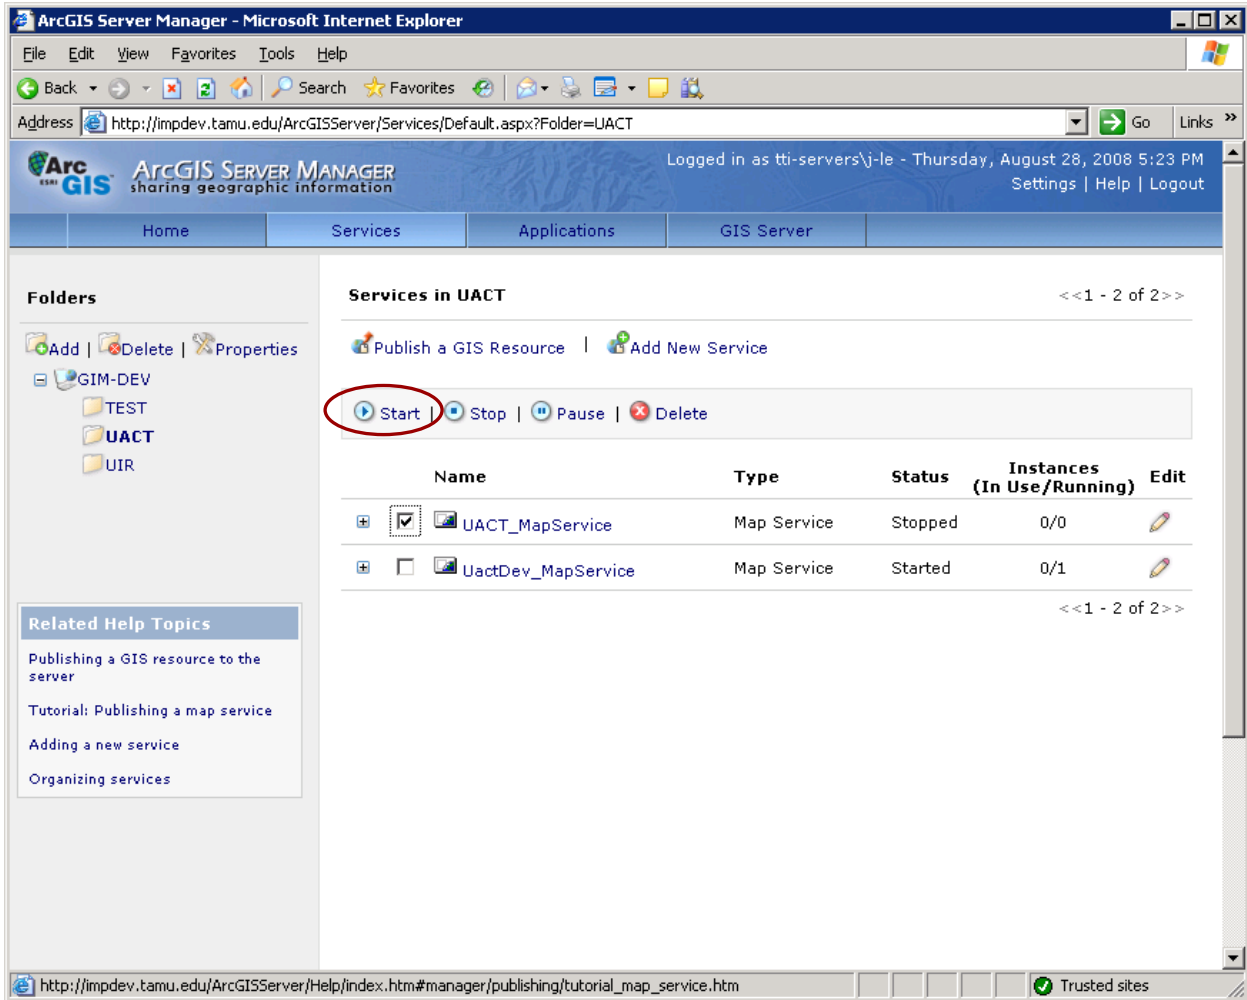 ArcGIS Server Manager - Microsoft Internet Explorer
File Edit View Favorites Tools Help
Back Search Favorites
Address http://impdev.tamu.edu/ArcGISServer/Services/Default.aspx?Folder=UACT Go Links »
Arc GIS ESRI
ArcGIS Server Manager
sharing geographic information
Logged in as tti-servers\j-le - Thursday, August 28, 2008 5:23 PM
Settings | Help | Logout
Home Services Applications GIS Server
Folders
Add | Delete | Properties
GIM-DEV
TEST
UACT
UIR
Related Help Topics
Publishing a GIS resource to the
server
Tutorial: Publishing a map service
Adding a new service
Organizing services
Services in UACT <<1 - 2 of 2>>
Publish a GIS Resource | Add New Service
Start | Stop | Pause | Delete
Name Type Status Instances (In Use/Running) Edit
UACT_MapService Map Service Stopped 0/0
UactDev_MapService Map Service Started 0/1
<<1 - 2 of 2>>
http://impdev.tamu.edu/ArcGISServer/Help/index.htm#manager/publishing/tutorial_map_service.htm Trusted sites